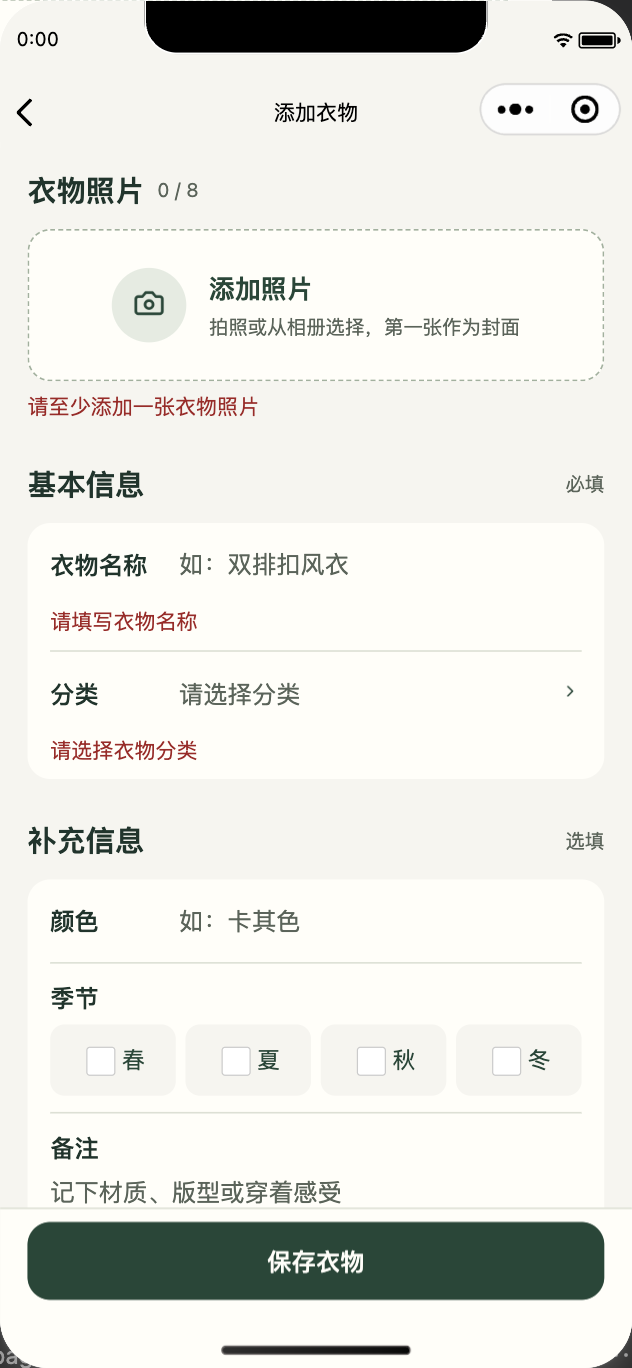 0:00
添加衣物
衣物照片 0 / 8
添加照片
拍照或从相册选择，第一张作为封面
请至少添加一张衣物照片
基本信息 必填
衣物名称 如：双排扣风衣
请填写衣物名称
分类 请选择分类
请选择衣物分类
补充信息 选填
颜色 如：卡其色
季节
春 夏 秋 冬
备注
记下材质、版型或穿着感受
保存衣物